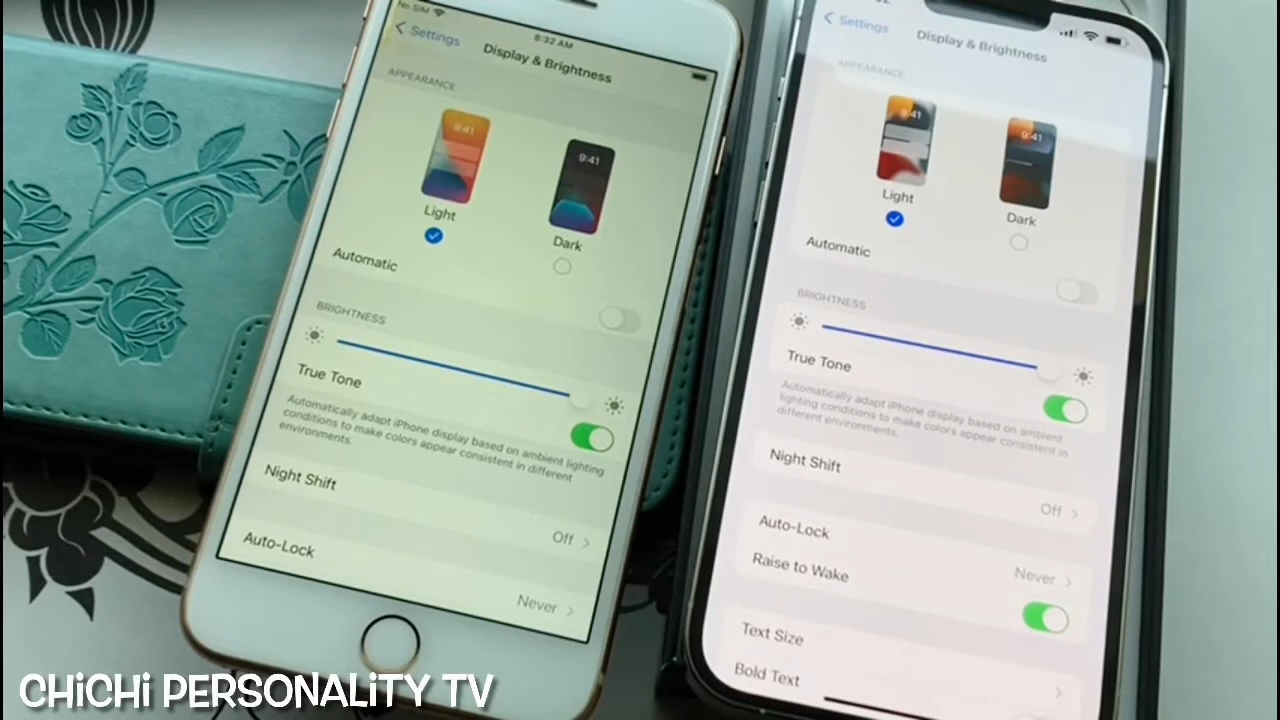 No SIM
8:32 AM
Settings
Display & Brightness
APPEARANCE
9:41
9:41
Light
Dark
Automatic
BRIGHTNESS
True Tone
Automatically adapt iPhone display based on ambient lighting
conditions to make colors appear consistent in different
environments.
Night Shift
Off
Auto-Lock
Never
Settings
Display & Brightness
APPEARANCE
9:41
9:41
Light
Dark
Automatic
BRIGHTNESS
True Tone
Automatically adapt iPhone display based on ambient
lighting conditions to make colors appear consistent in
different environments.
Night Shift
Off
Auto-Lock
Never
Raise to Wake
Text Size
Bold Text
CHiCHi PERSONALiTY TV